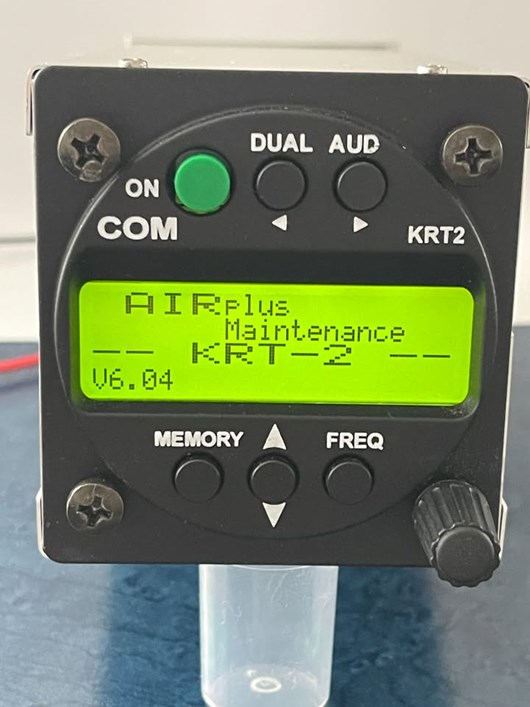 DUAL AUD
ON
COM
KRT2
AIRplus
Maintenance
-- KRT-2 --
V6.04
MEMORY FREQ